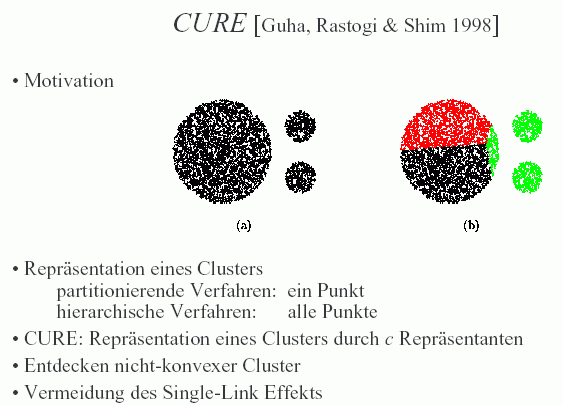 CURE [Guha, Rastogi & Shim 1998]
• Motivation
(a)
(b)
• Repräsentation eines Clusters
partitionierende Verfahren: ein Punkt
hierarchische Verfahren: alle Punkte
• CURE: Repräsentation eines Clusters durch c Repräsentanten
• Entdecken nicht-konvexer Cluster
• Vermeidung des Single-Link Effekts